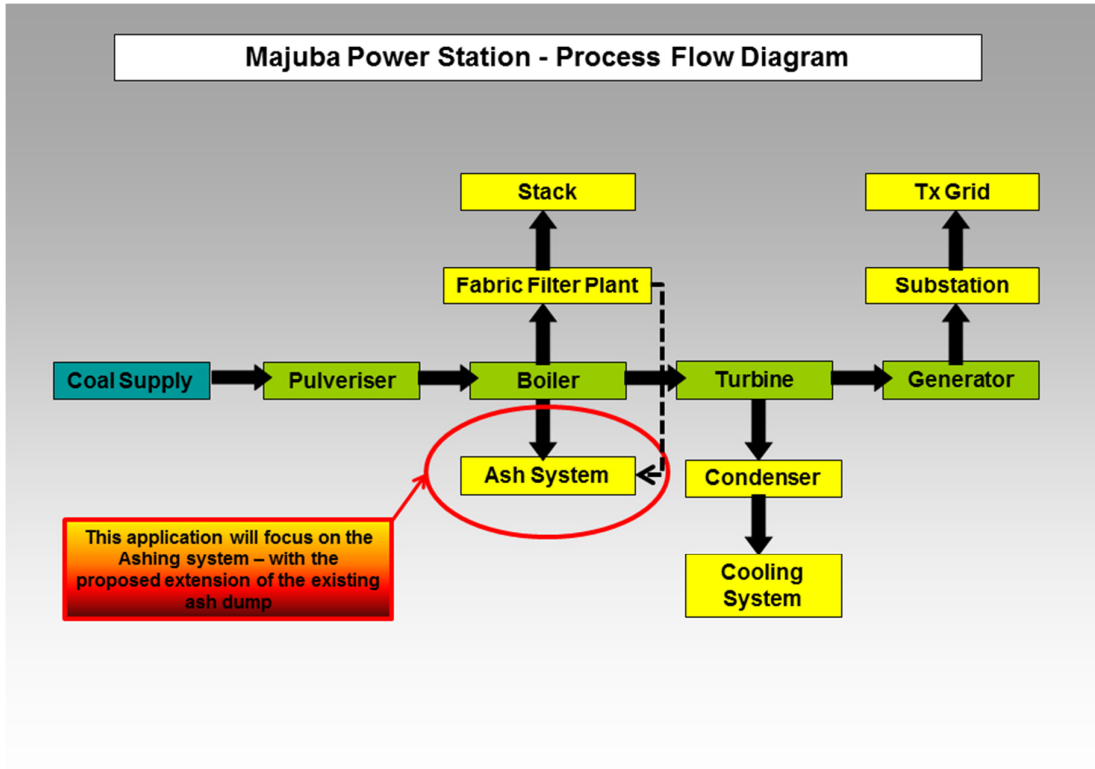 Majuba Power Station - Process Flow Diagram
Stack
Tx Grid
Fabric Filter Plant
Substation
Coal Supply
Pulveriser
Boiler
Turbine
Generator
Ash System
Condenser
This application will focus on the
Ashing system – with the
proposed extension of the existing
ash dump
Cooling
System